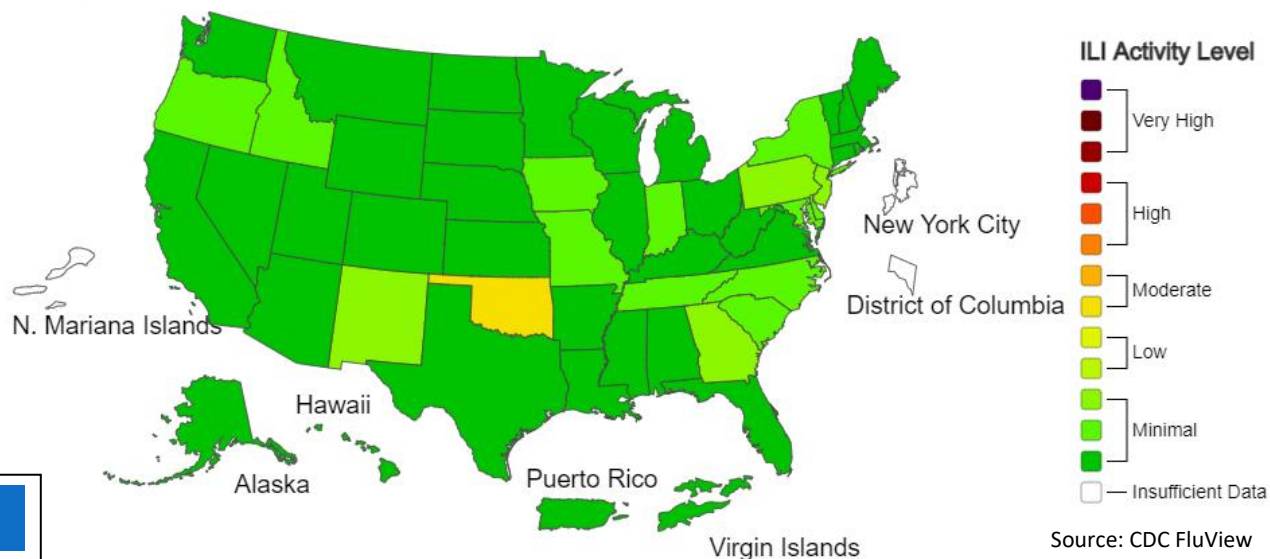 ILI Activity Level
Very High
High
Moderate
Low
Minimal
Insufficient Data
New York City
District of Columbia
N. Mariana Islands
Hawaii
Alaska
Puerto Rico
Virgin Islands
Source: CDC FluView